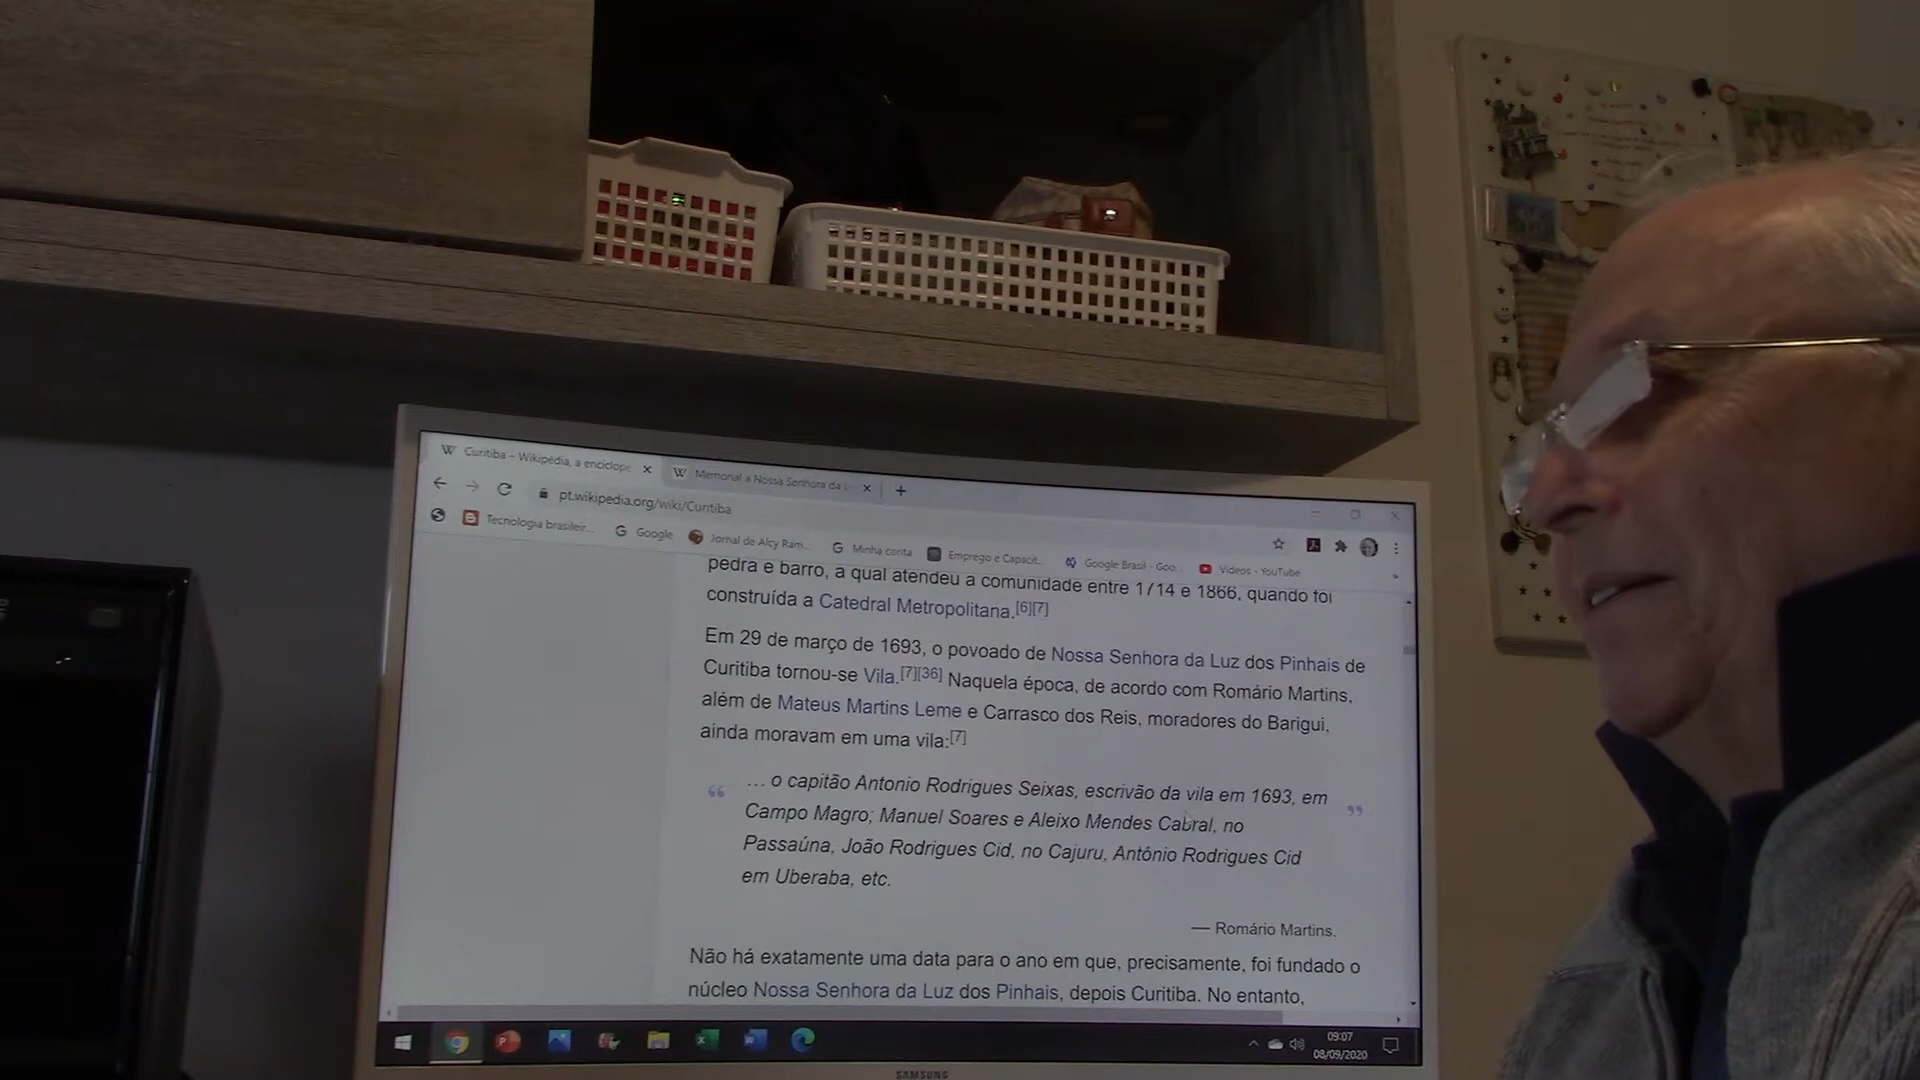 Curitiba – Wikipédia, a enciclope
Memorial a Nossa Senhora da L
pt.wikipedia.org/wiki/Curitiba
Tecnologia brasileir...
Google
Jornal de Alcy Ram...
Minha conta
Emprego e Capacit...
Google Brasil - Goo...
Videos - YouTube
pedra e barro, a qual atendeu a comunidade entre 1714 e 1866, quando foi
construída a Catedral Metropolitana.[6][7]
Em 29 de março de 1693, o povoado de Nossa Senhora da Luz dos Pinhais de
Curitiba tornou-se Vila.[7][36] Naquela época, de acordo com Romário Martins,
além de Mateus Martins Leme e Carrasco dos Reis, moradores do Barigui,
ainda moravam em uma vila:[7]
“ … o capitão Antonio Rodrigues Seixas, escrivão da vila em 1693, em ”
Campo Magro; Manuel Soares e Aleixo Mendes Cabral, no
Passaúna, João Rodrigues Cid, no Cajuru, Antônio Rodrigues Cid
em Uberaba, etc.
— Romário Martins.
Não há exatamente uma data para o ano em que, precisamente, foi fundado o
núcleo Nossa Senhora da Luz dos Pinhais, depois Curitiba. No entanto,
09:07
08/09/2020
SAMSUNG